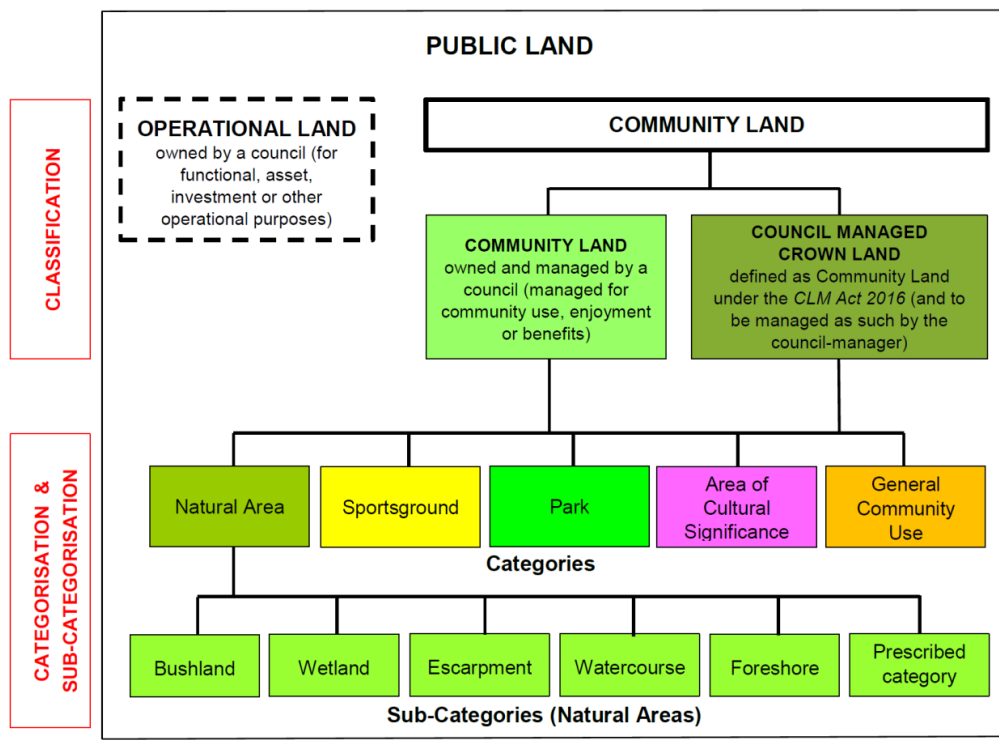 PUBLIC LAND
CLASSIFICATION
OPERATIONAL LAND
owned by a council (for
functional, asset,
investment or other
operational purposes)
COMMUNITY LAND
COMMUNITY LAND
owned and managed by a
council (managed for
community use, enjoyment
or benefits)
COUNCIL MANAGED
CROWN LAND
defined as Community Land
under the CLM Act 2016 (and to
be managed as such by the
council-manager)
CATEGORISATION &
SUB-CATEGORISATION
Natural Area
Sportsground
Park
Area of
Cultural
Significance
General
Community
Use
Categories
Bushland
Wetland
Escarpment
Watercourse
Foreshore
Prescribed
category
Sub-Categories (Natural Areas)